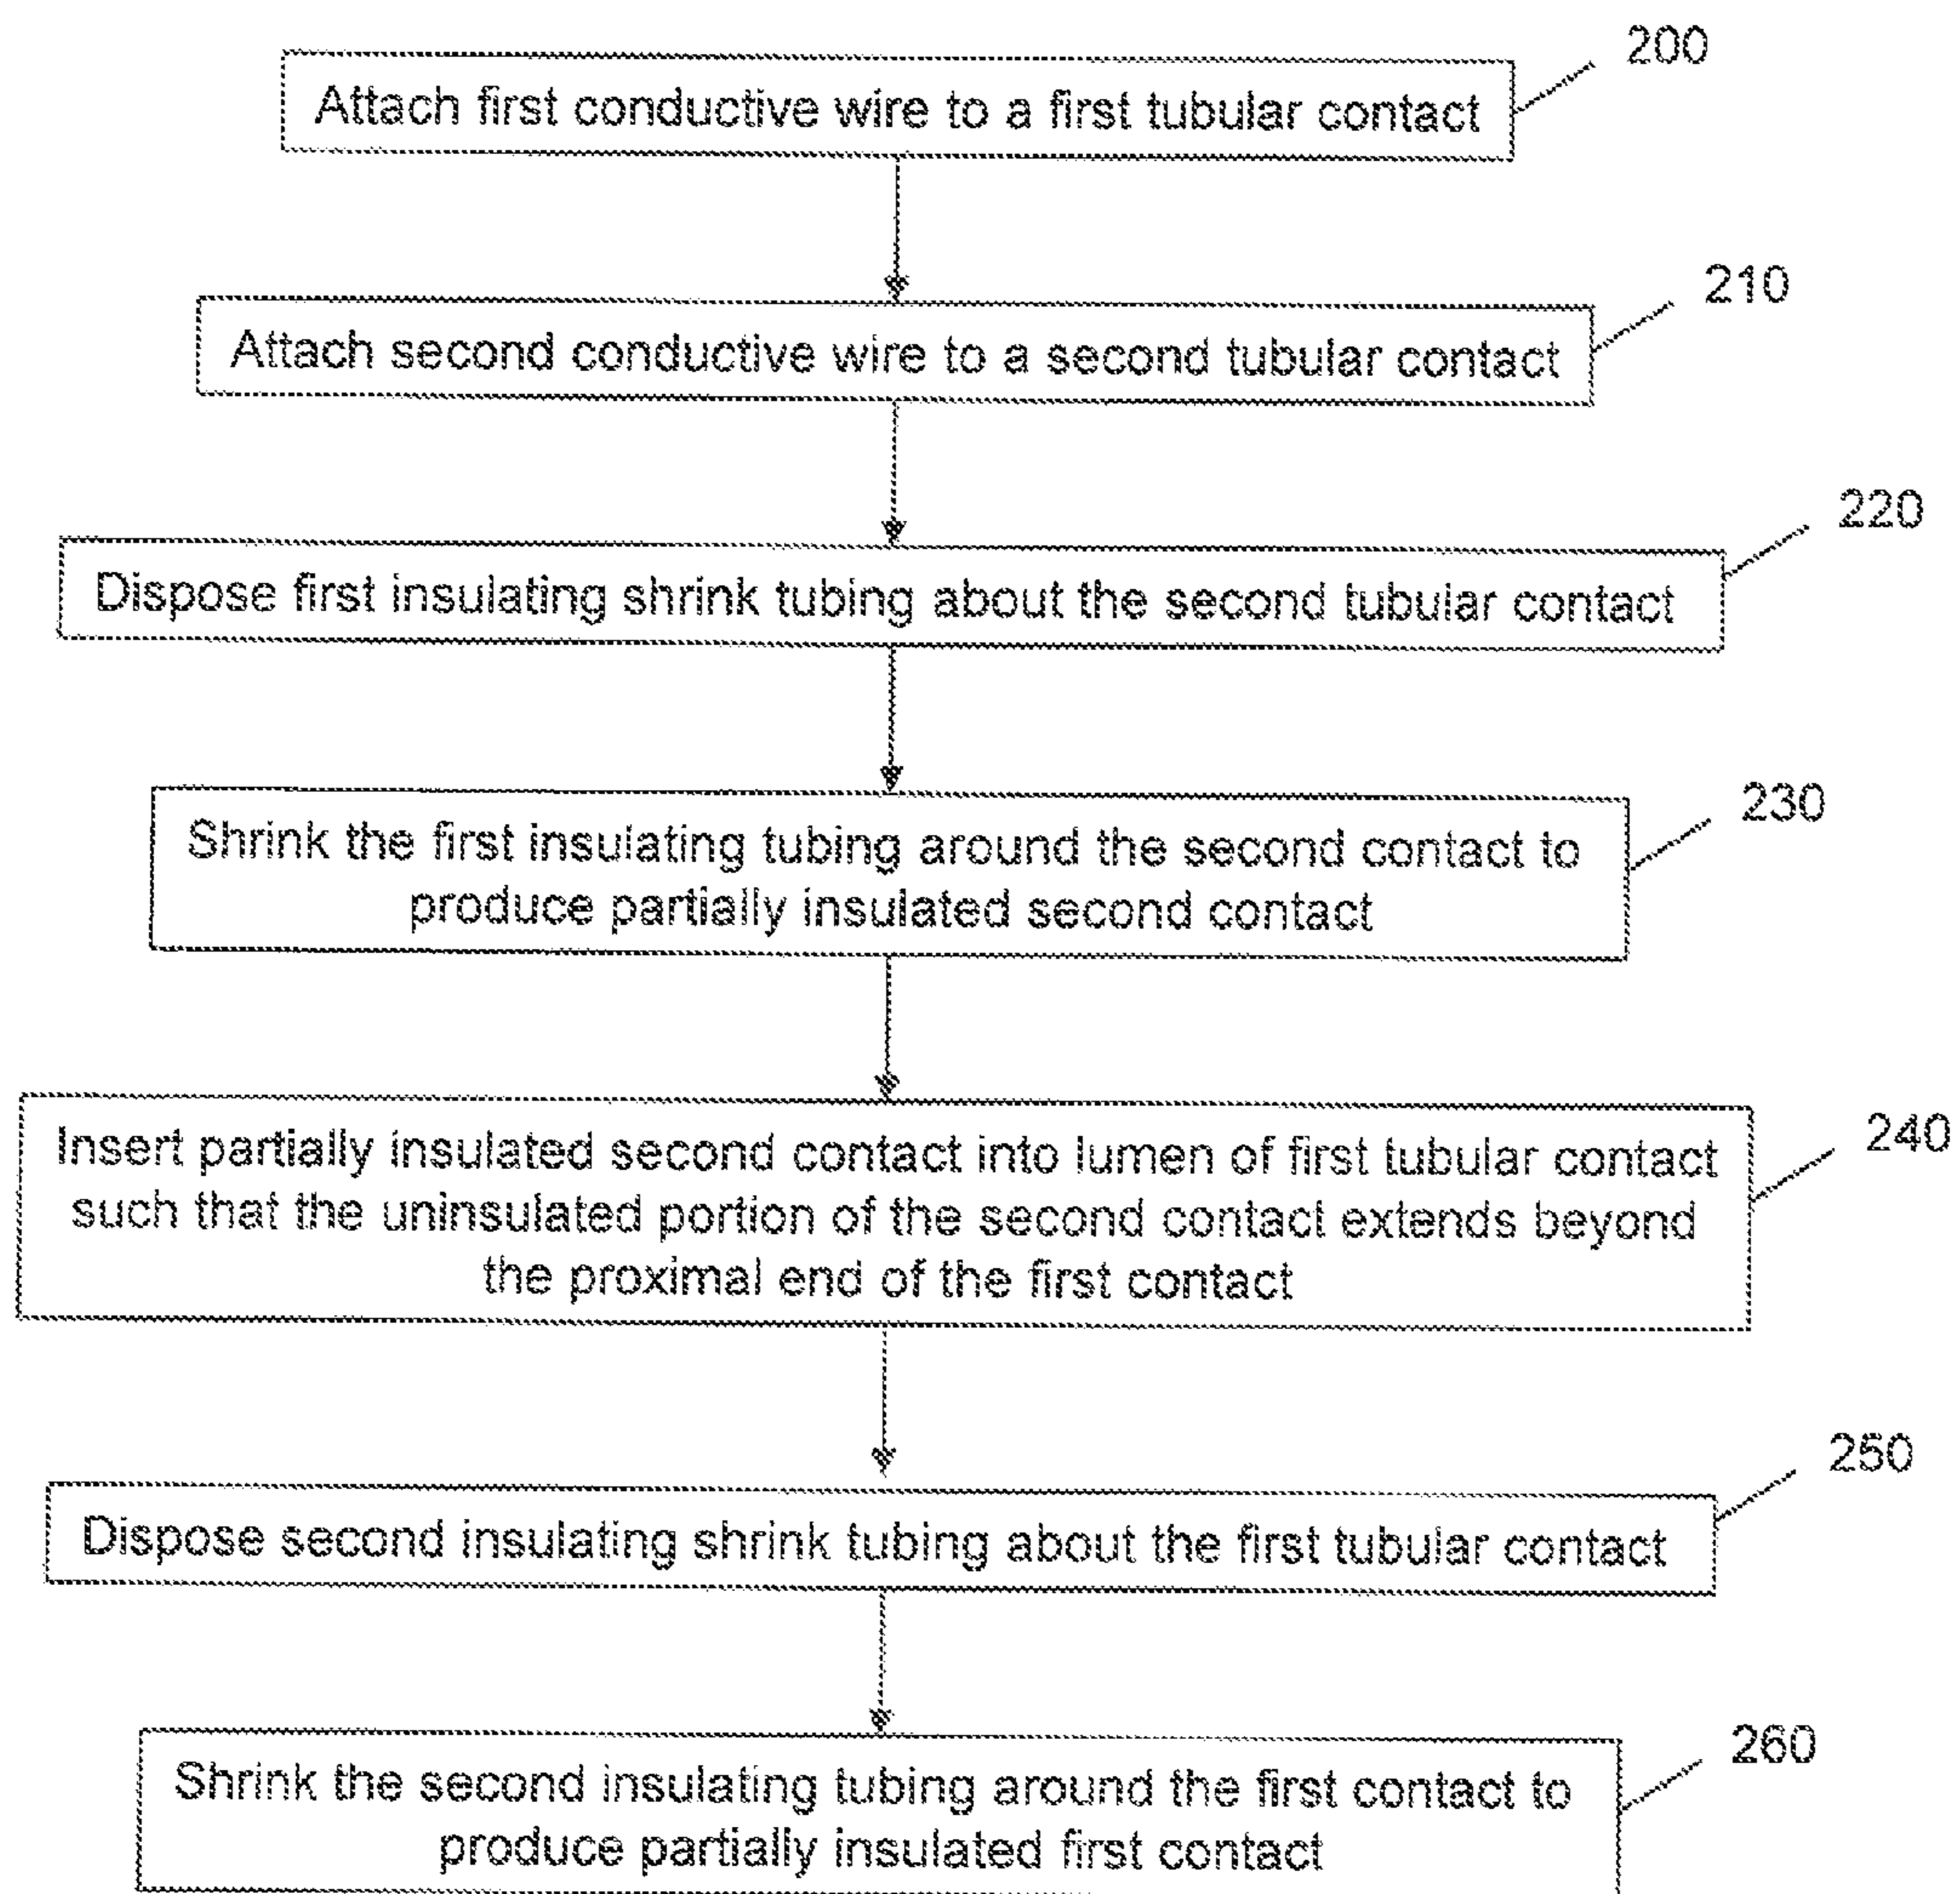 200
Attach first conductive wire to a first tubular contact
210
Attach second conductive wire to a second tubular contact
220
Dispose first insulating shrink tubing about the second tubular contact
230
Shrink the first insulating tubing around the second contact to
produce partially insulated second contact
240
Insert partially insulated second contact into lumen of first tubular contact
such that the uninsulated portion of the second contact extends beyond
the proximal end of the first contact
250
Dispose second insulating shrink tubing about the first tubular contact
260
Shrink the second insulating tubing around the first contact to
produce partially insulated first contact